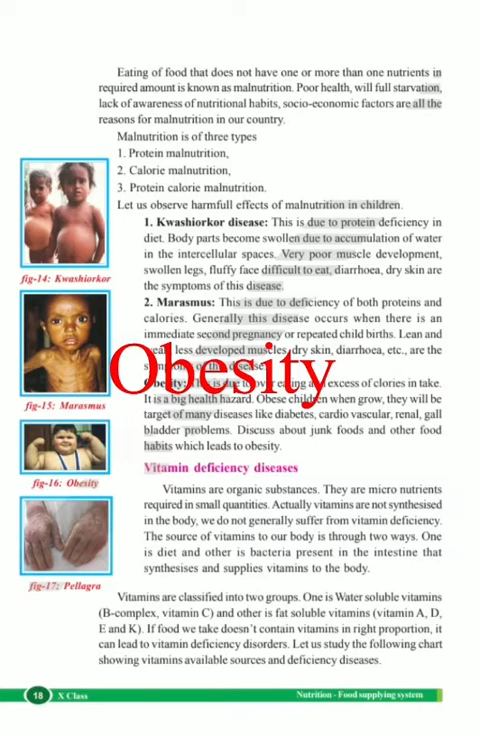 Eating of food that does not have one or more than one nutrients in
required amount is known as malnutrition. Poor health, will full starvation,
lack of awareness of nutritional habits, socio-economic factors are all the
reasons for malnutrition in our country.
Malnutrition is of three types
1. Protein malnutrition,
2. Calorie malnutrition,
3. Protein calorie malnutrition.
Let us observe harmfull effects of malnutrition in children.
1. Kwashiorkor disease: This is due to protein deficiency in
diet. Body parts become swollen due to accumulation of water
in the intercellular spaces. Very poor muscle development,
swollen legs, fluffy face difficult to eat, diarrhoea, dry skin are
the symptoms of this disease.
fig-14: Kwashiorkor
2. Marasmus: This is due to deficiency of both proteins and
calories. Generally this disease occurs when there is an
immediate second pregnancy or repeated child births. Lean and
less developed muscles, dry skin, diarrhoea, etc., are the
disease.
Obesity
fig-15: Marasmus
Obesity: This is due to over eating and excess of clories in take.
It is a big health hazard. Obese children when grow, they will be
target of many diseases like diabetes, cardio vascular, renal, gall
bladder problems. Discuss about junk foods and other food
habits which leads to obesity.
fig-16: Obesity
Vitamin deficiency diseases
Vitamins are organic substances. They are micro nutrients
required in small quantities. Actually vitamins are not synthesised
in the body, we do not generally suffer from vitamin deficiency.
The source of vitamins to our body is through two ways. One
is diet and other is bacteria present in the intestine that
synthesises and supplies vitamins to the body.
fig-17: Pellagra
Vitamins are classified into two groups. One is Water soluble vitamins
(B-complex, vitamin C) and other is fat soluble vitamins (vitamin A, D,
E and K). If food we take doesn't contain vitamins in right proportion, it
can lead to vitamin deficiency disorders. Let us study the following chart
showing vitamins available sources and deficiency diseases.
18 X Class
Nutrition - Food supplying system